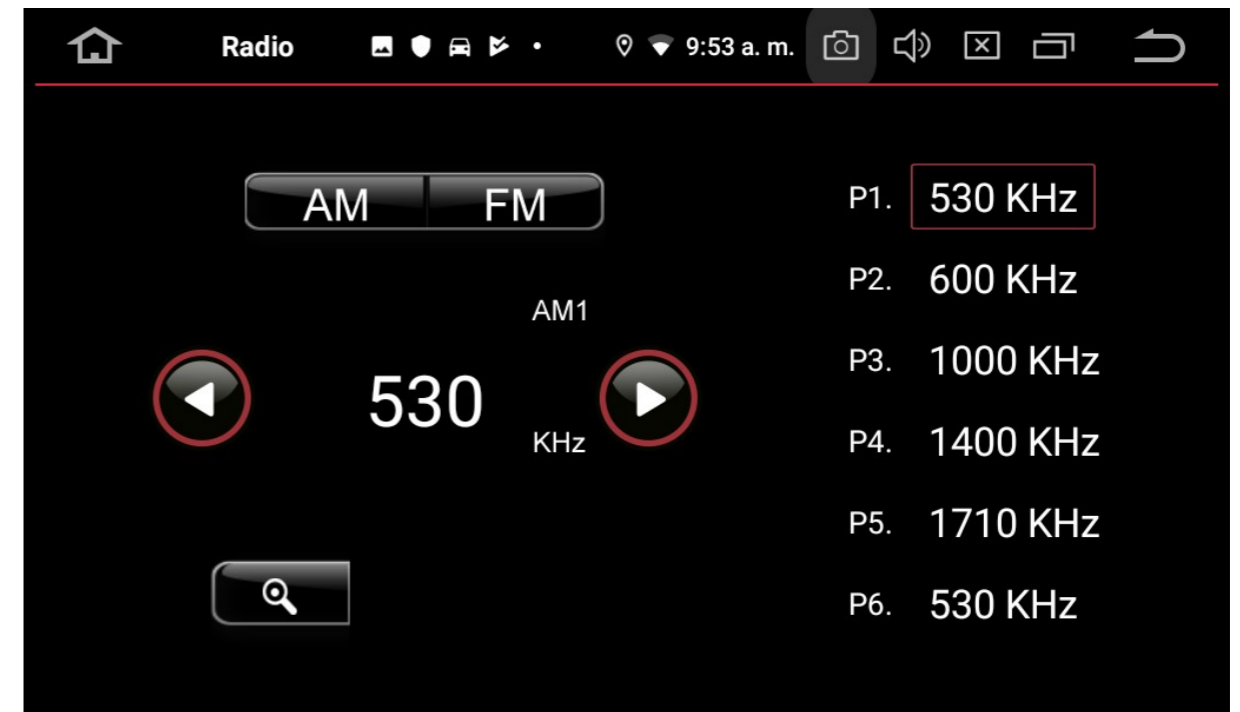 Radio 9:53 a. m.
AM FM
AM1
530
KHz
P1. 530 KHz
P2. 600 KHz
P3. 1000 KHz
P4. 1400 KHz
P5. 1710 KHz
P6. 530 KHz